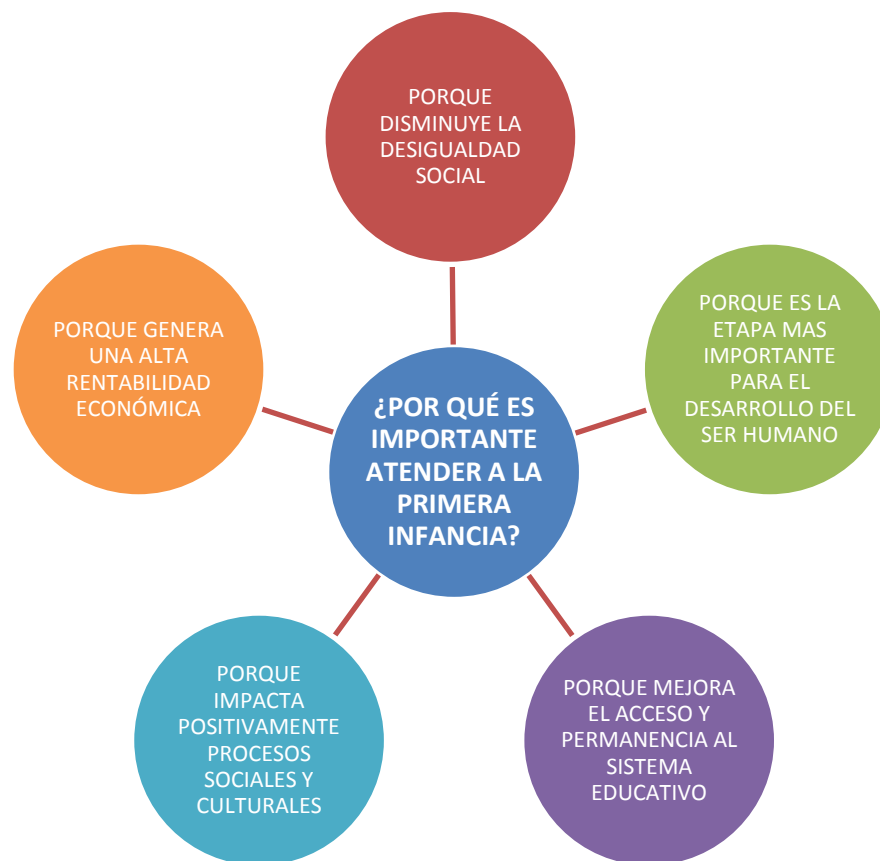 PORQUE
DISMINUYE LA
DESIGUALDAD
SOCIAL
PORQUE ES LA
ETAPA MAS
IMPORTANTE
PARA EL
DESARROLLO DEL
SER HUMANO
PORQUE GENERA
UNA ALTA
RENTABILIDAD
ECONÓMICA
¿POR QUÉ ES
IMPORTANTE
ATENDER A LA
PRIMERA
INFANCIA?
PORQUE
IMPACTA
POSITIVAMENTE
PROCESOS
SOCIALES Y
CULTURALES
PORQUE MEJORA
EL ACCESO Y
PERMANENCIA AL
SISTEMA
EDUCATIVO